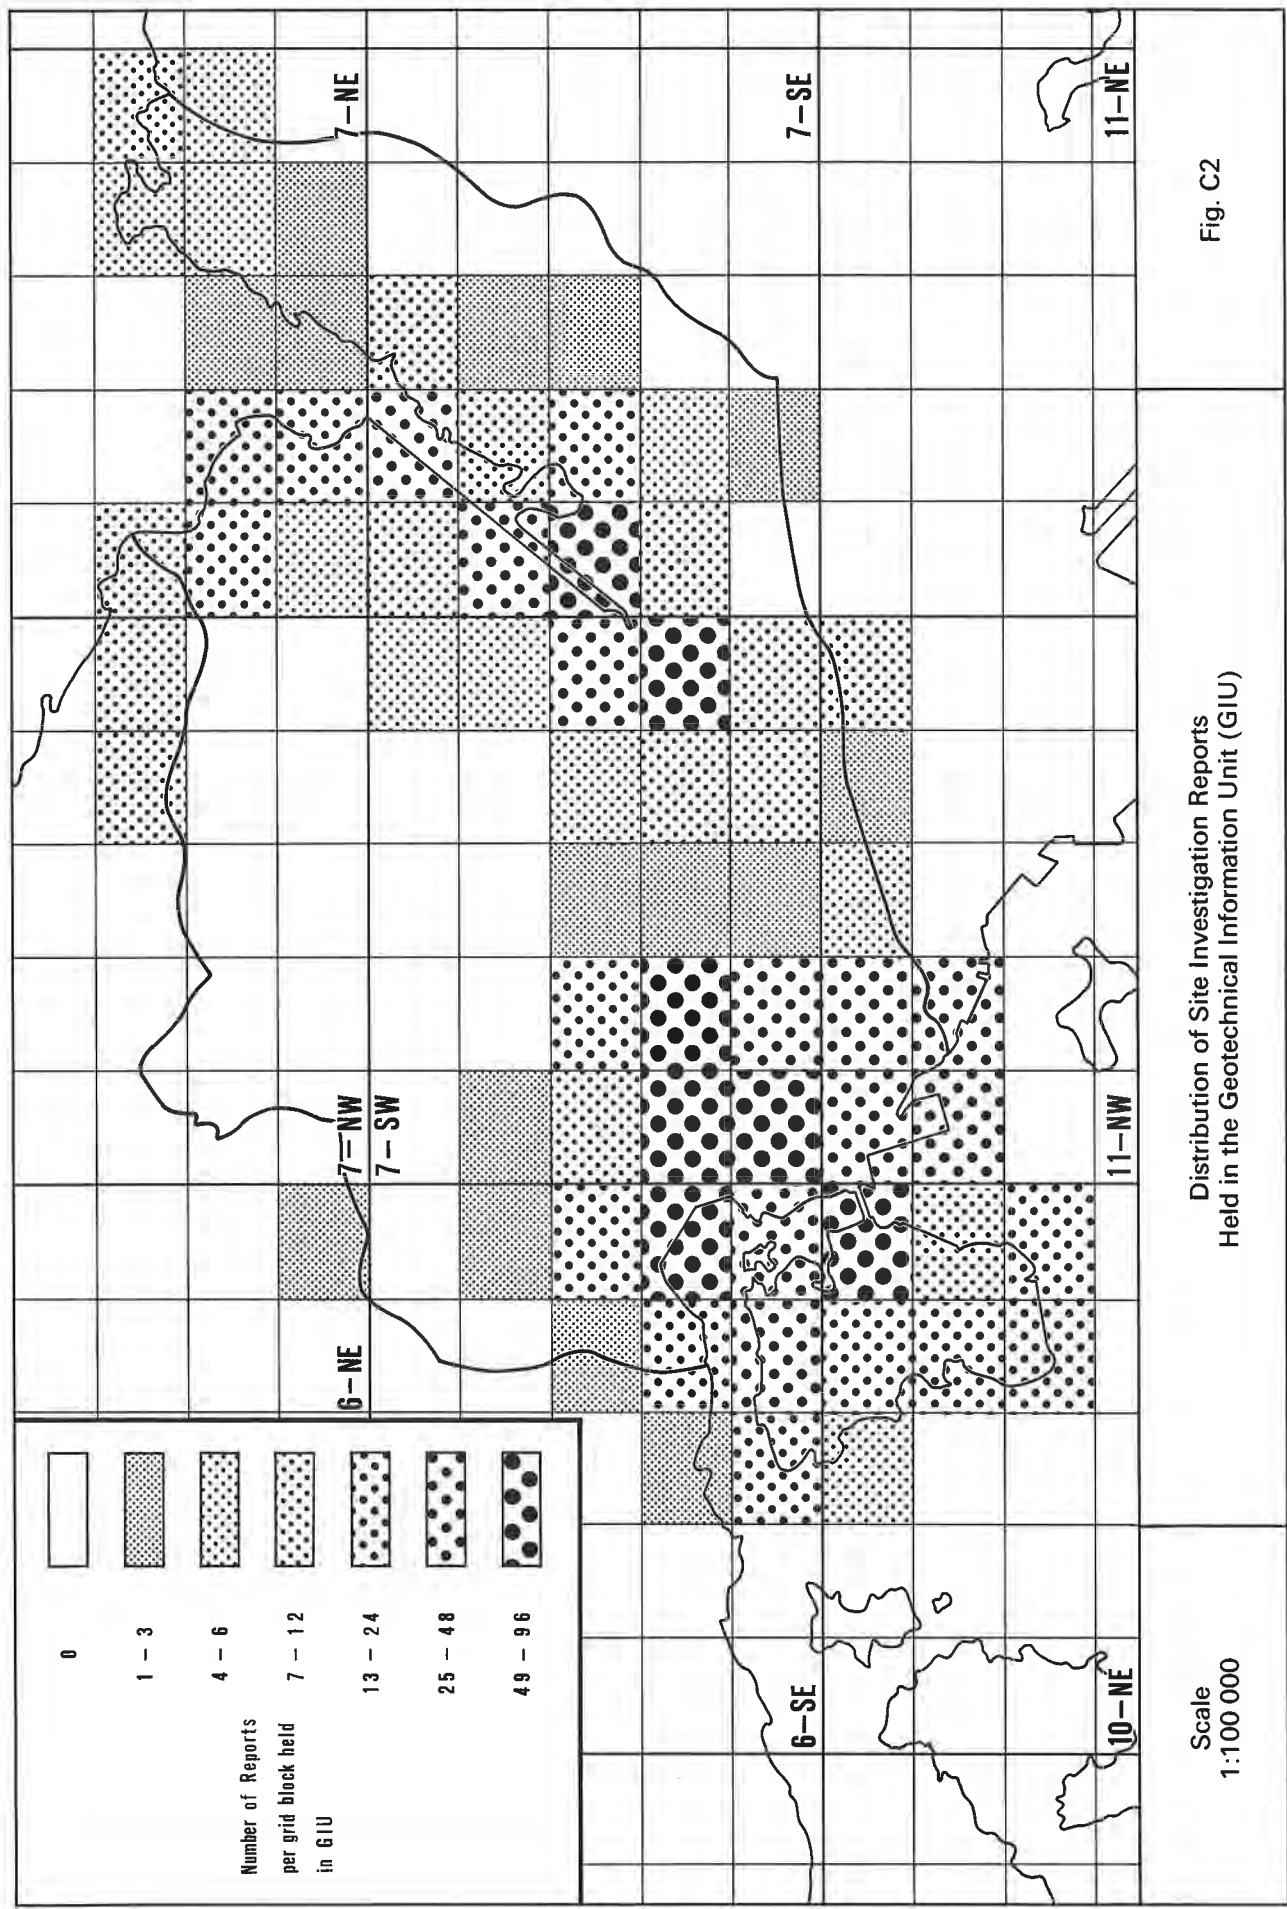 0
1 – 3
4 – 6
7 – 12
13 – 24
25 – 48
49 – 96
Number of Reports
per grid block held
in GIU
6–NE
7–NW
7–SW
7–NE
6–SE
7–SE
10–NE
11–NW
11–NE
Scale
1:100 000
Distribution of Site Investigation Reports
Held in the Geotechnical Information Unit (GIU)
Fig. C2